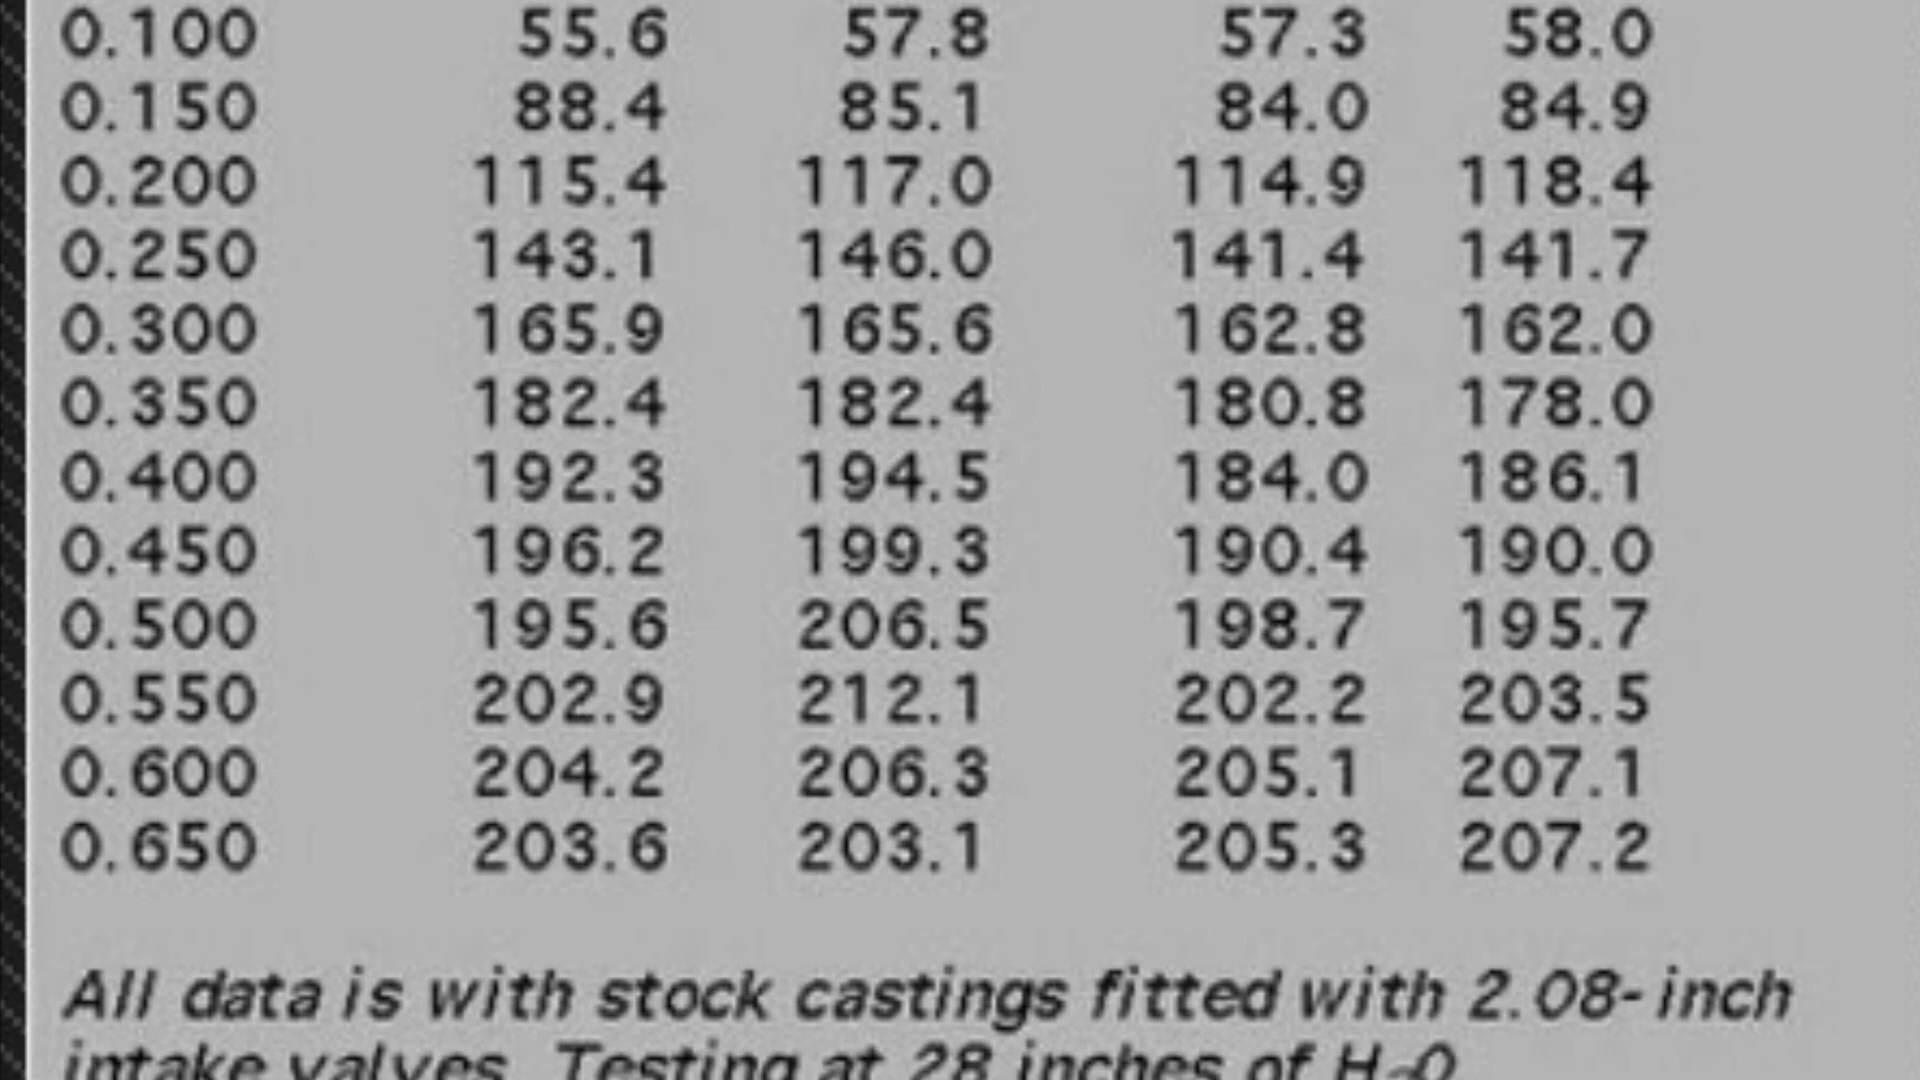 0.100 55.6 57.8 57.3 58.0
0.150 88.4 85.1 84.0 84.9
0.200 115.4 117.0 114.9 118.4
0.250 143.1 146.0 141.4 141.7
0.300 165.9 165.6 162.8 162.0
0.350 182.4 182.4 180.8 178.0
0.400 192.3 194.5 184.0 186.1
0.450 196.2 199.3 190.4 190.0
0.500 195.6 206.5 198.7 195.7
0.550 202.9 212.1 202.2 203.5
0.600 204.2 206.3 205.1 207.1
0.650 203.6 203.1 205.3 207.2
All data is with stock castings fitted with 2.08-inch
intake valves. Testing at 28 inches of H₂O